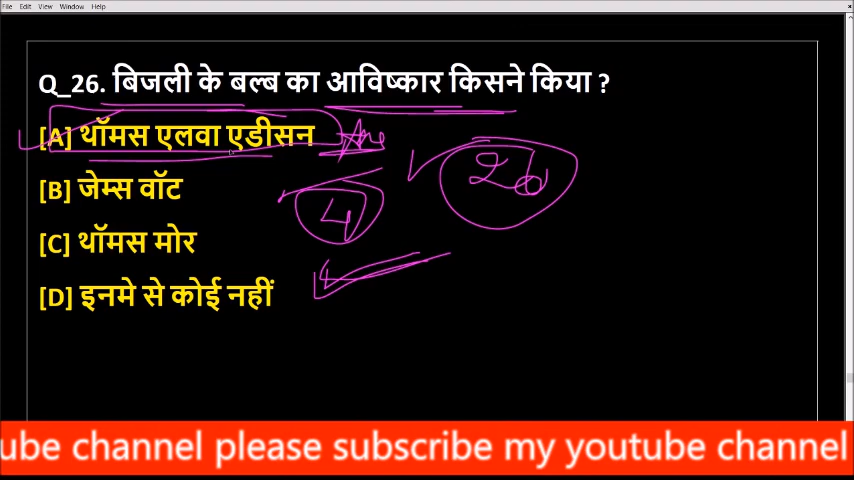 File Edit View Window Help
Q_26. बिजली के बल्ब का आविष्कार किसने किया ?
[A] थॉमस एलवा एडीसन Ans
[B] जेम्स वॉट
26
4
[C] थॉमस मोर
[D] इनमे से कोई नहीं
ube channel please subscribe my youtube channel